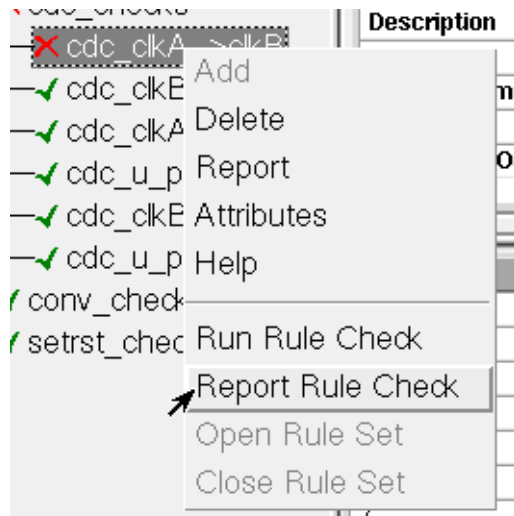 cdc_checks
Description
cdc_clkA->clkB
Add
cdc_clkB
Delete
cdc_clkA
cdc_u_p
Report
cdc_clkB
Attributes
cdc_u_p
Help
conv_check
setrst_chec
Run Rule Check
Report Rule Check
Open Rule Set
Close Rule Set